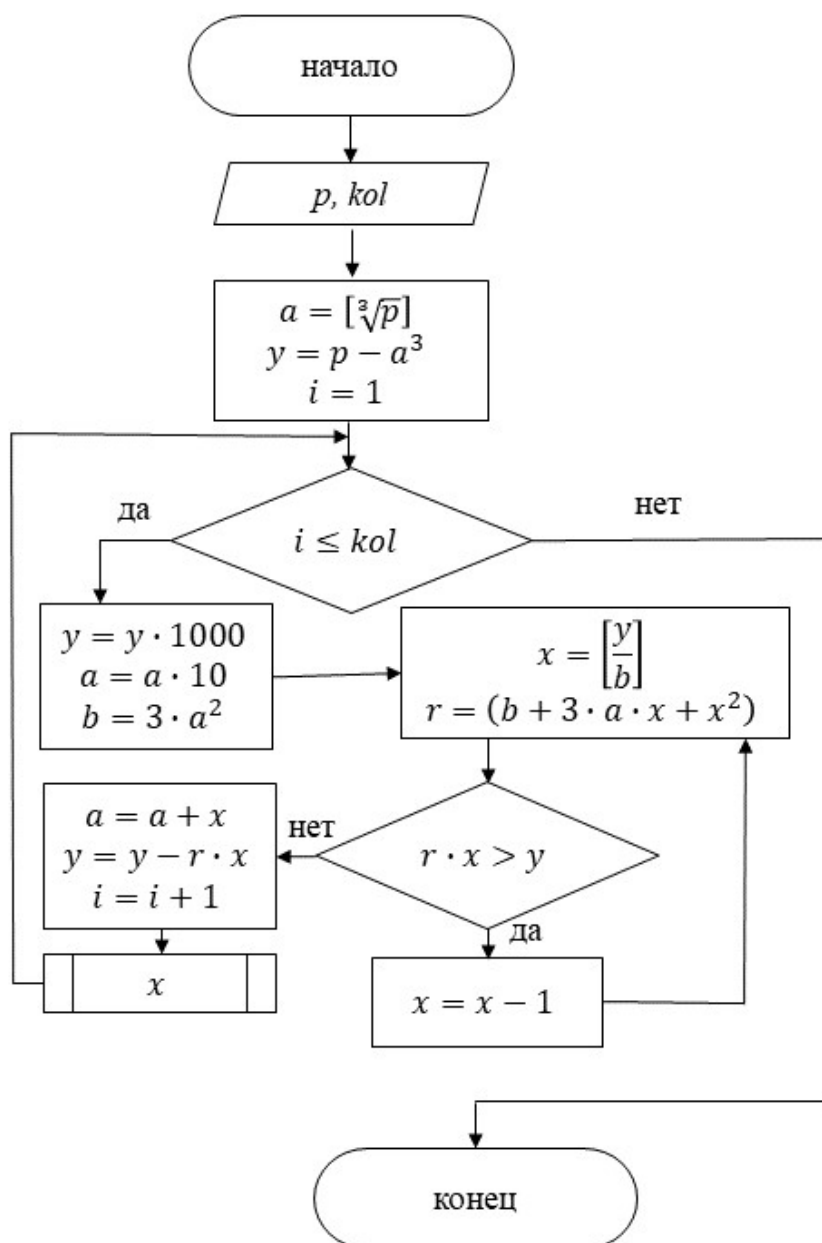 начало
p, kol
a = [∛p]
y = p − a³
i = 1
да
нет
i ≤ kol
y = y · 1000
a = a · 10
b = 3 · a²
x = [y/b]
r = (b + 3 · a · x + x²)
a = a + x
y = y − r · x
i = i + 1
нет
r · x > y
да
x
x = x − 1
конец